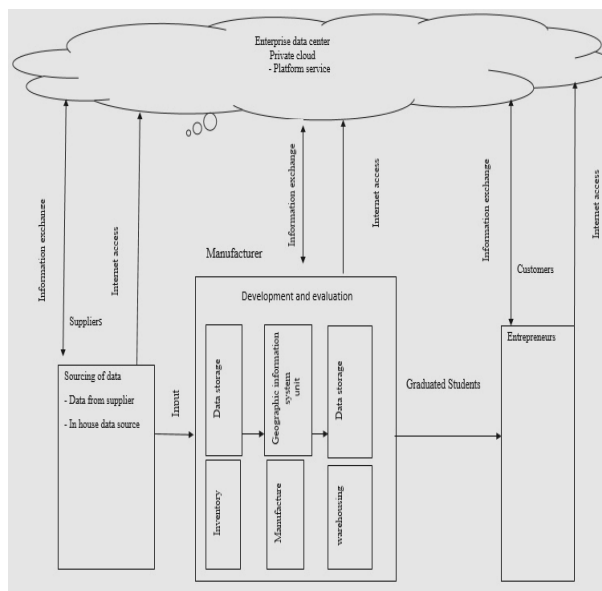 Enterprise data center
Private cloud
- Platform service
Information exchange
Internet access
Information exchange
Internet access
Information exchange
Internet access
Manufacturer
Customers
Suppliers
Development and evaluation
Entrepreneurs
Sourcing of data
- Data from supplier
- In house data source
Input
Data storage
Geographic information
system
unit
Data storage
Graduated Students
Inventory
Manufacture
warehousing